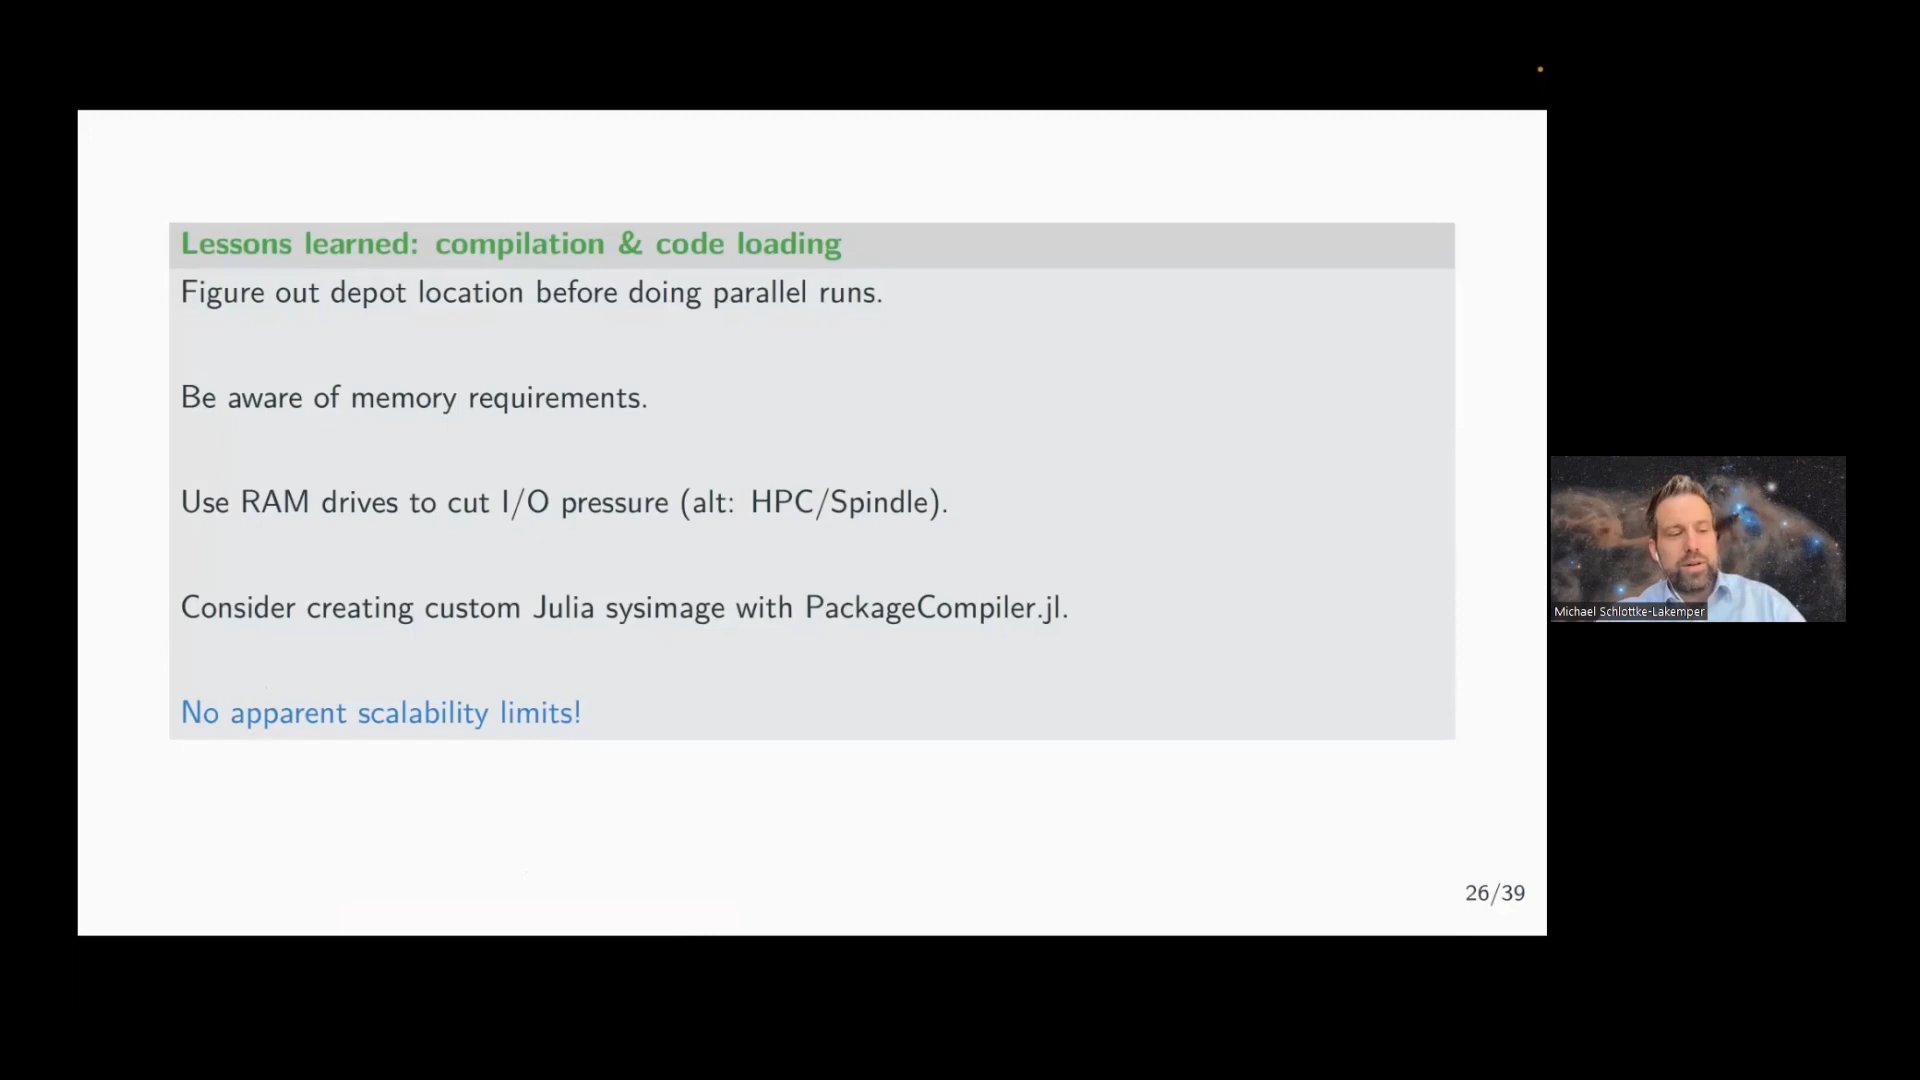 Lessons learned: compilation & code loading
Figure out depot location before doing parallel runs.
Be aware of memory requirements.
Use RAM drives to cut I/O pressure (alt: HPC/Spindle).
Consider creating custom Julia sysimage with PackageCompiler.jl.
No apparent scalability limits!
Michael Schlottke-Lakemper
26/39